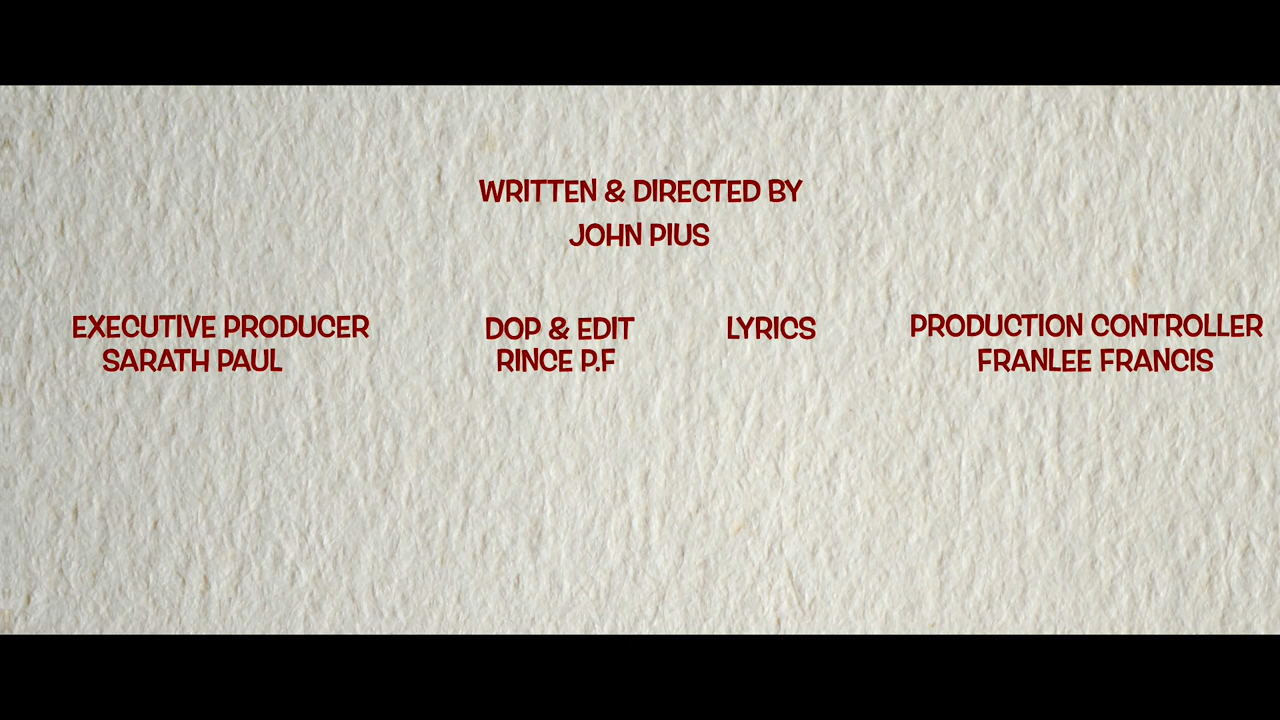 WRITTEN & DIRECTED BY
JOHN PIUS
EXECUTIVE PRODUCER
SARATH PAUL
DOP & EDIT
RINCE P.F
LYRICS
PRODUCTION CONTROLLER
FRANLEE FRANCIS